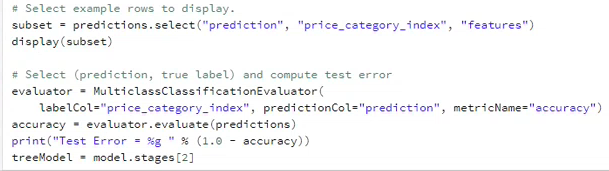 # Select example rows to display.
subset = predictions.select("prediction", "price_category_index", "features")
display(subset)
# Select (prediction, true label) and compute test error
evaluator = MulticlassClassificationEvaluator(
    labelCol="price_category_index", predictionCol="prediction", metricName="accuracy")
accuracy = evaluator.evaluate(predictions)
print("Test Error = %g " % (1.0 - accuracy))
treeModel = model.stages[2]